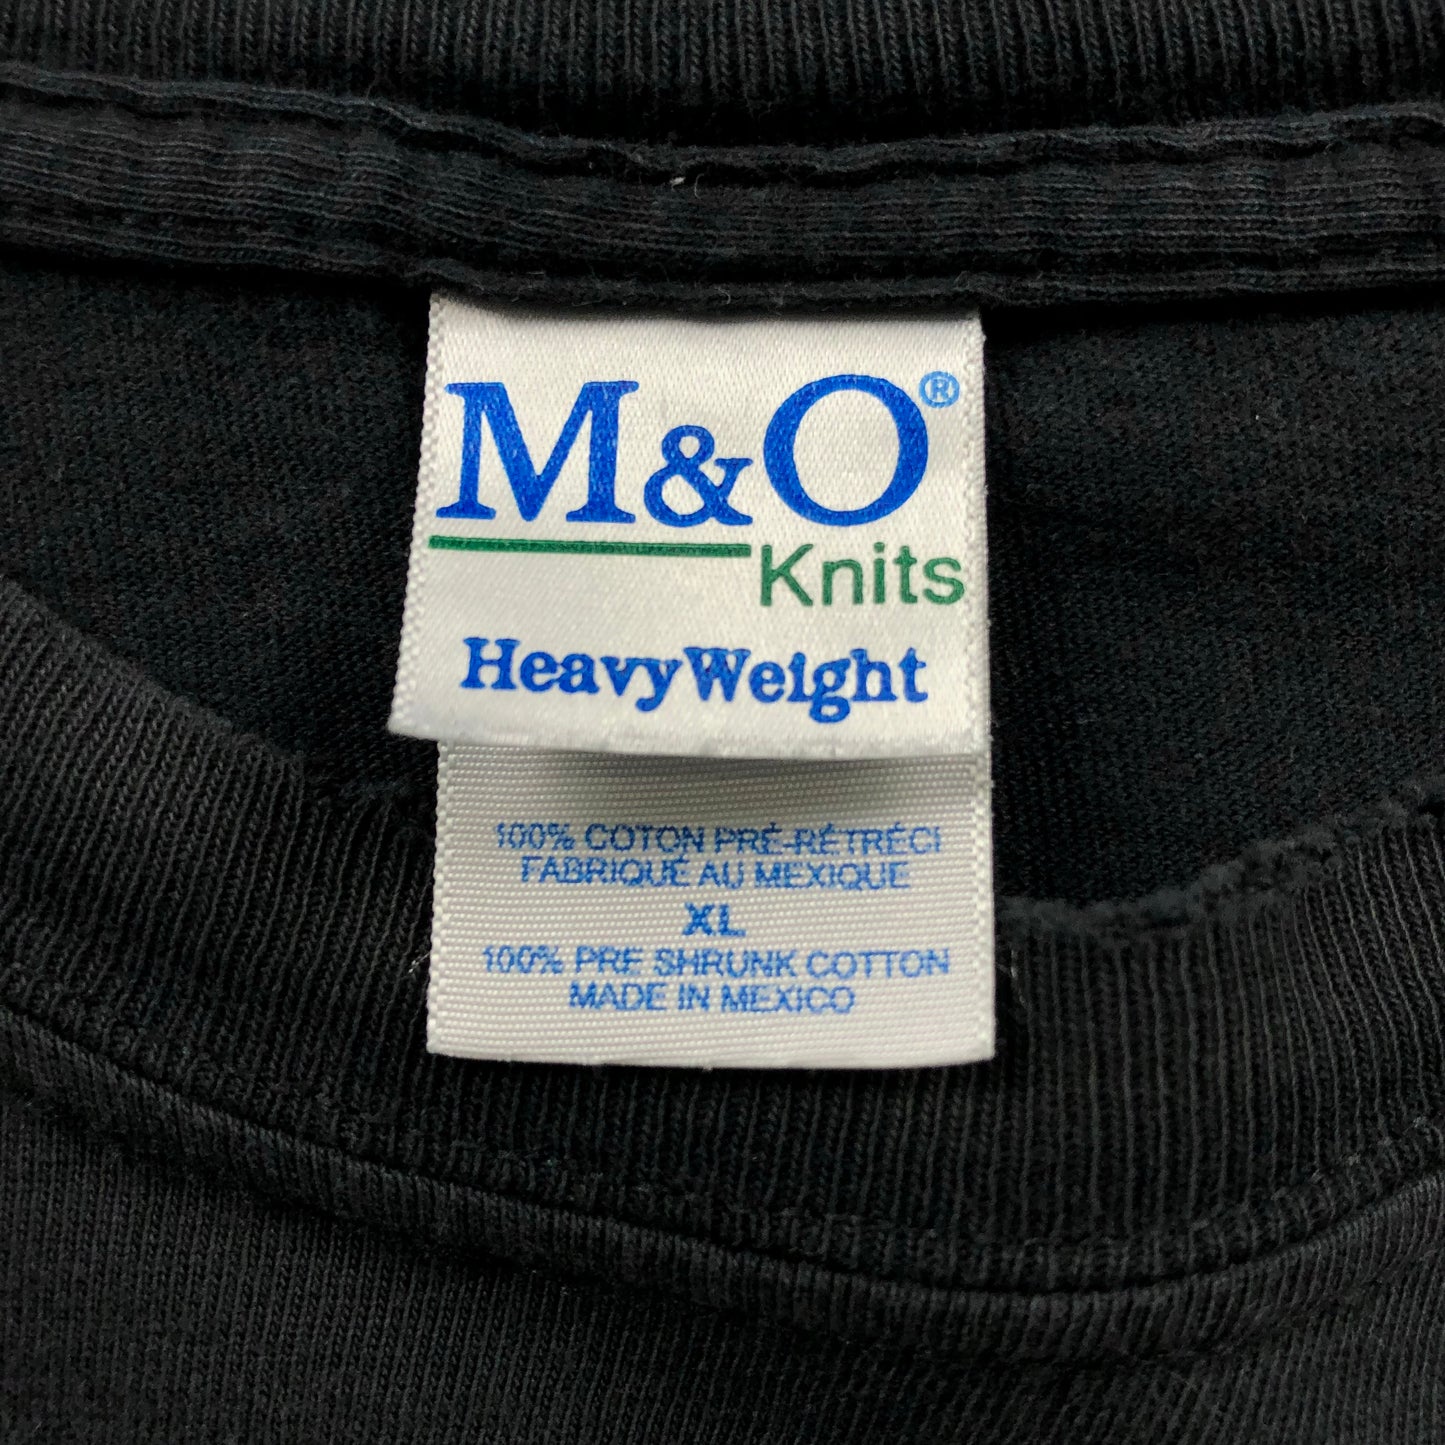 M&O®
Knits
HeavyWeight
100% COTON PRÉ-RÉTRÉCI
FABRIQUÉ AU MEXIQUE
XL
100% PRE SHRUNK COTTON
MADE IN MEXICO